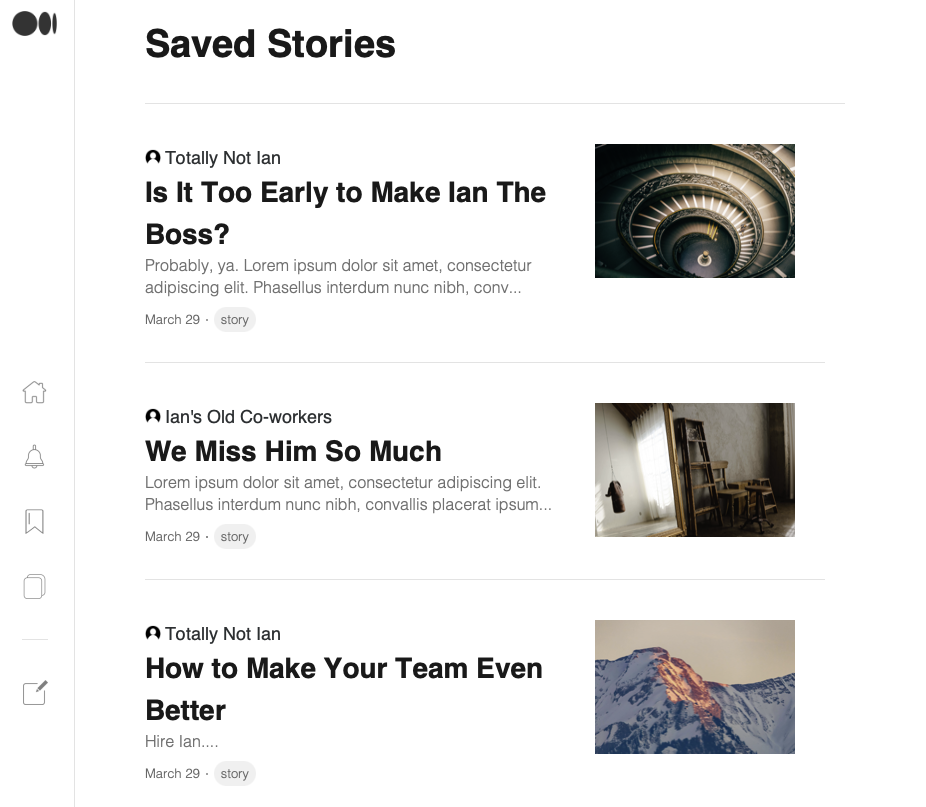 Saved Stories
Totally Not Ian
Is It Too Early to Make Ian The
Boss?
Probably, ya. Lorem ipsum dolor sit amet, consectetur
adipiscing elit. Phasellus interdum nunc nibh, conv...
March 29 · story
Ian's Old Co-workers
We Miss Him So Much
Lorem ipsum dolor sit amet, consectetur adipiscing elit.
Phasellus interdum nunc nibh, convallis placerat ipsum...
March 29 · story
Totally Not Ian
How to Make Your Team Even
Better
Hire Ian....
March 29 · story